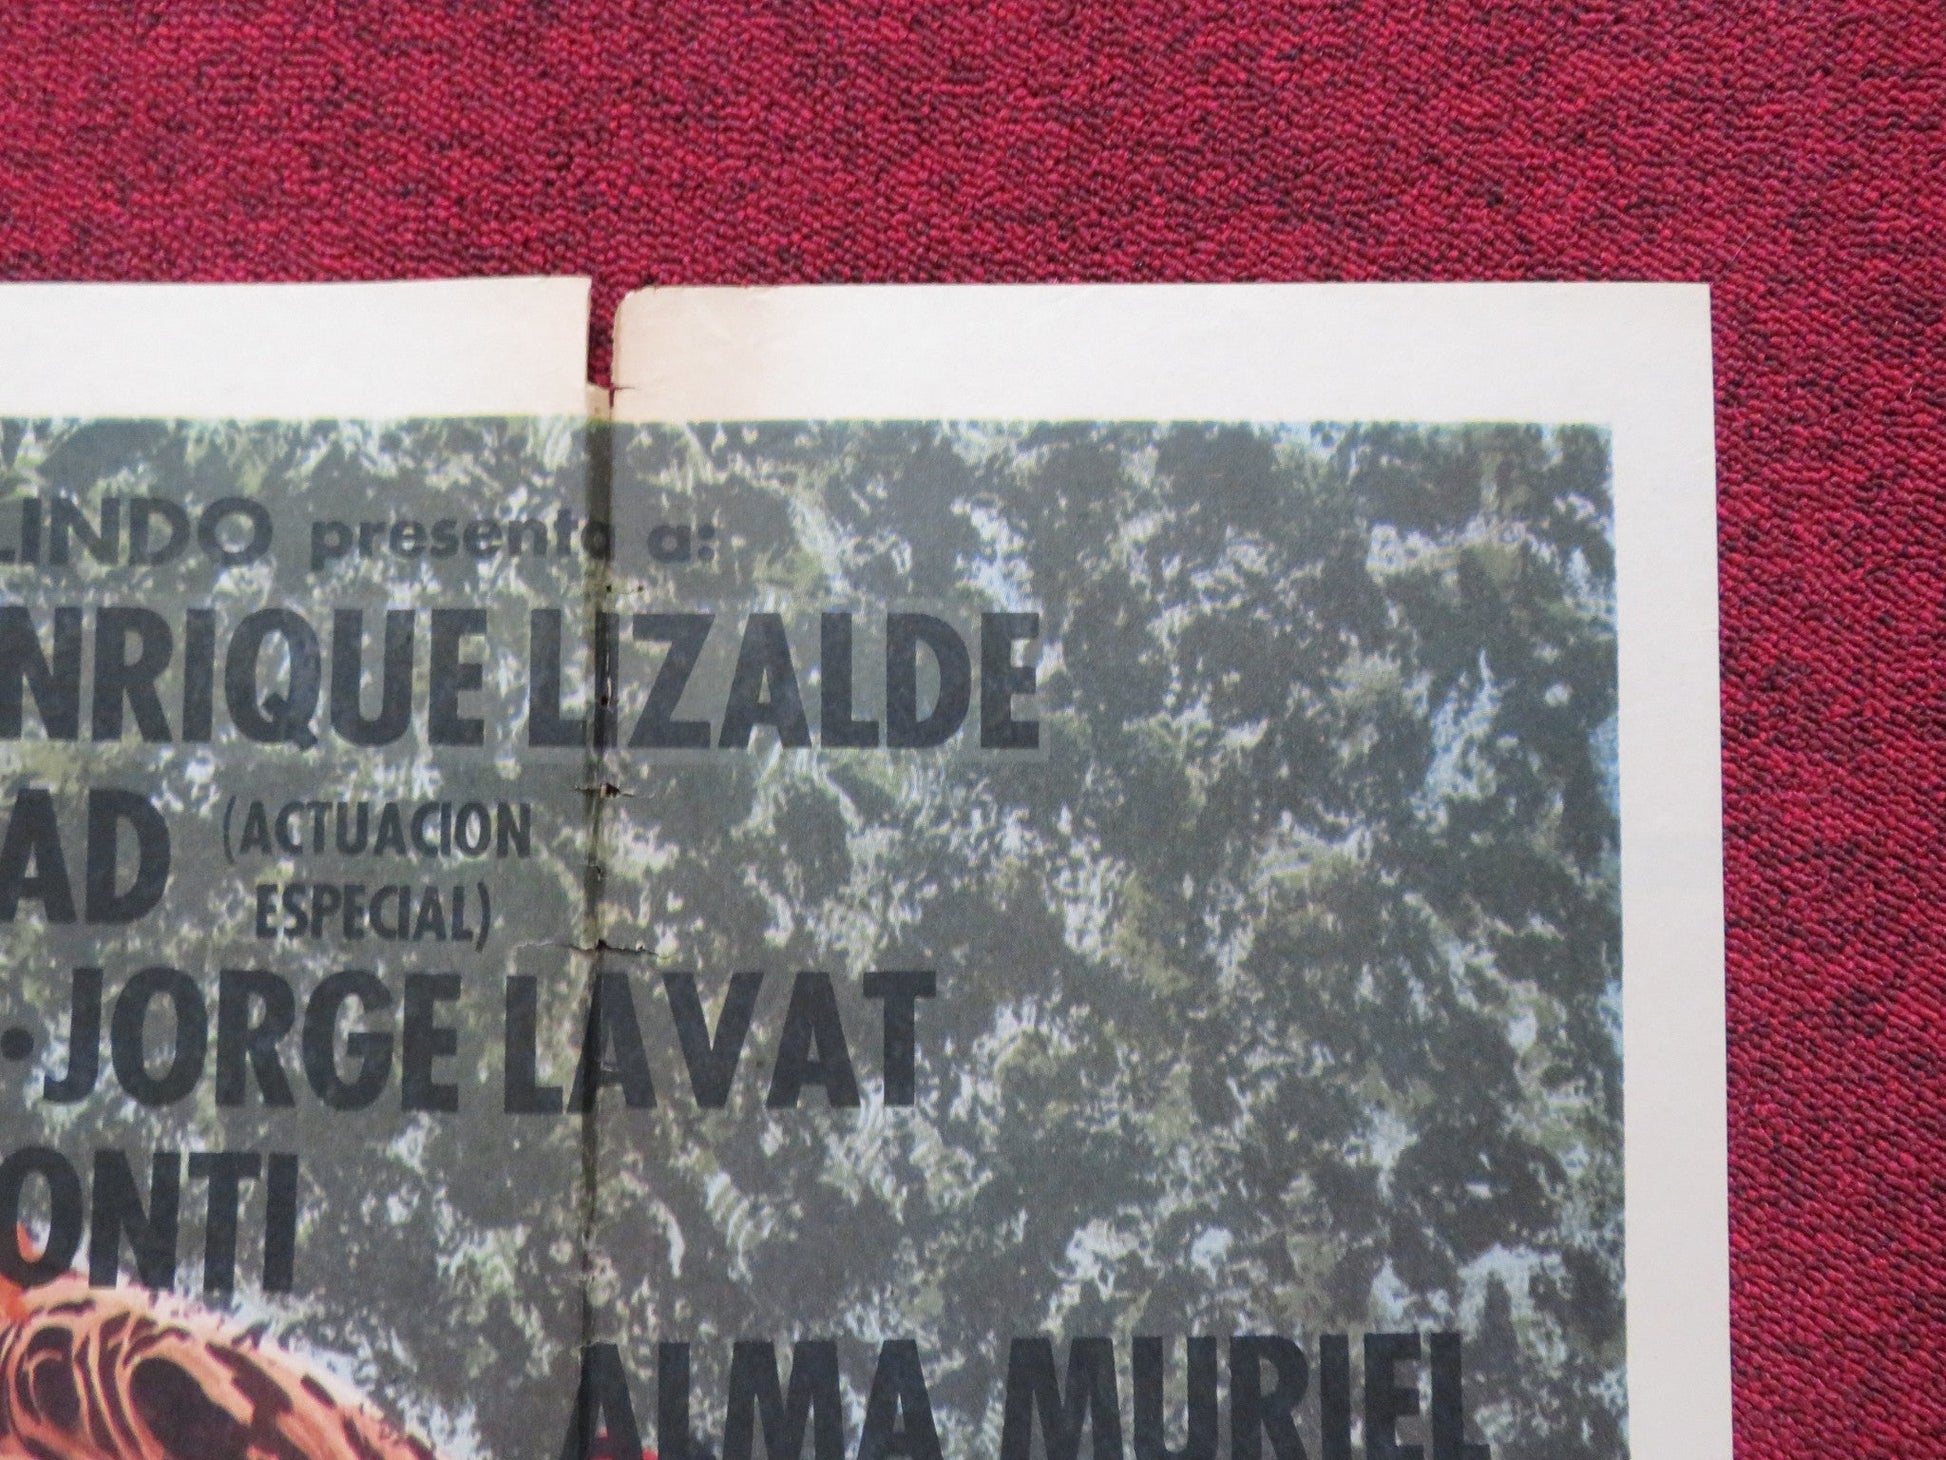 LINDO presenta a:
NRIQUE LIZALDE
AD (ACTUACION
ESPECIAL)
·JORGE LAVAT
ONTI
ALMA MURIEL